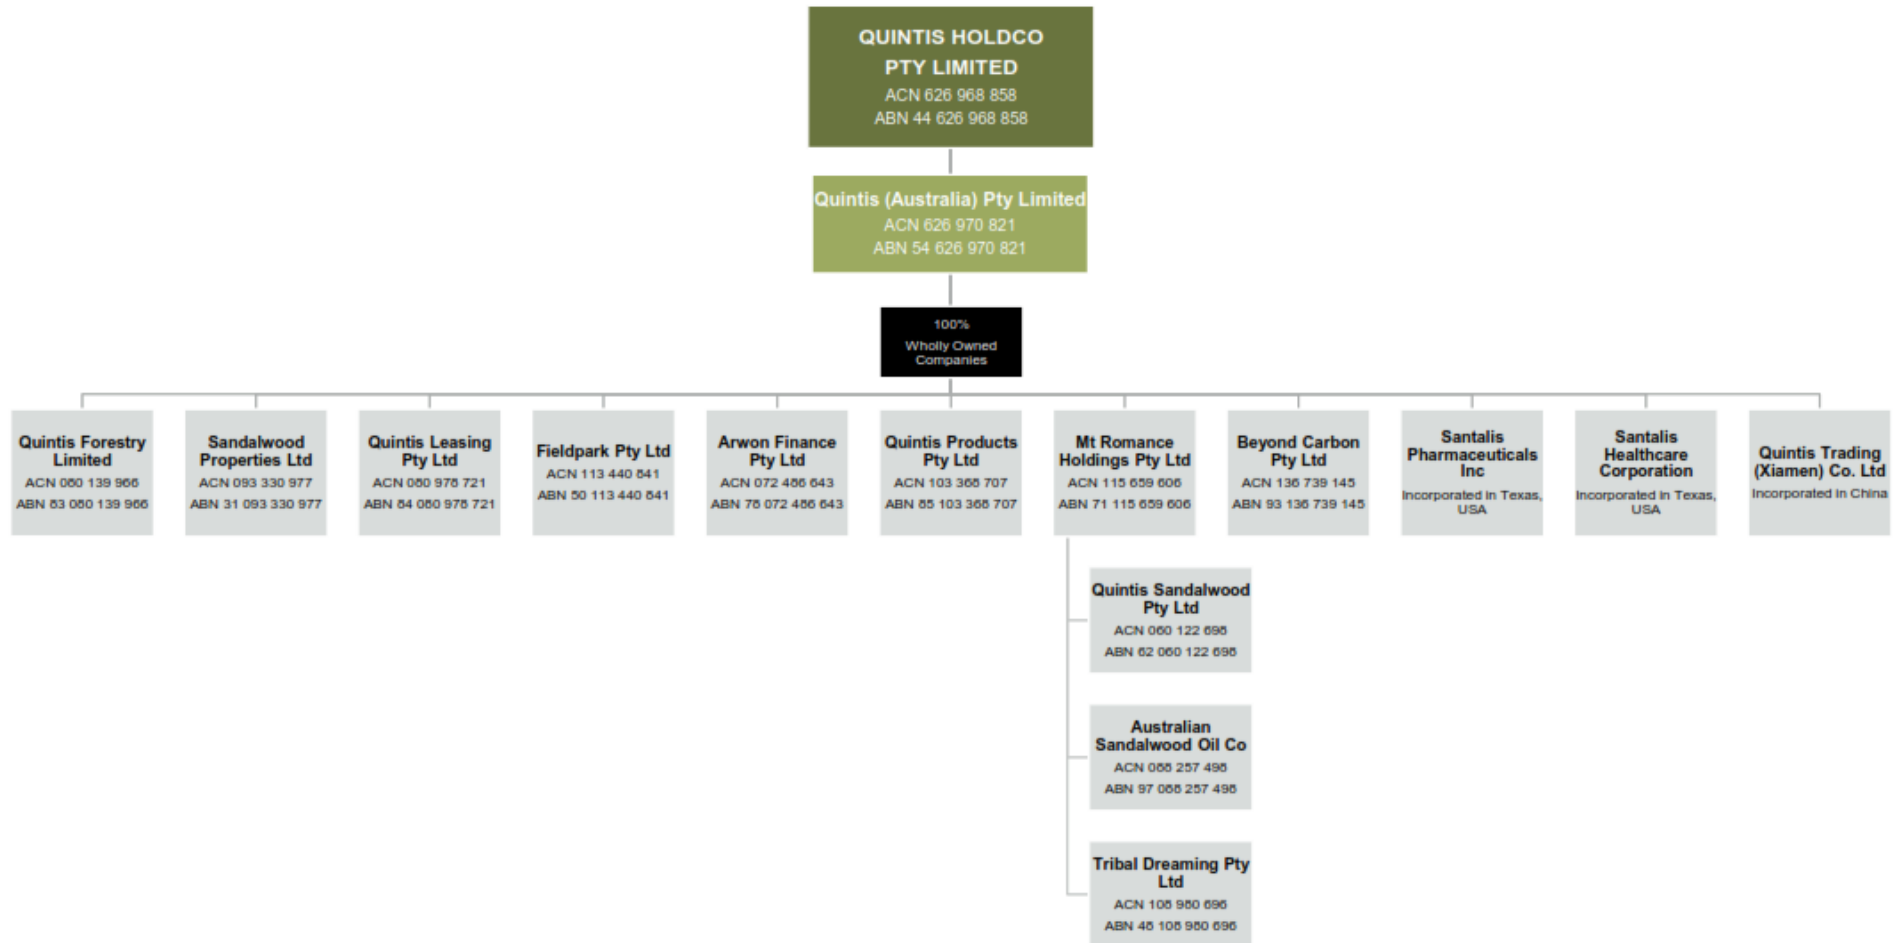 QUINTIS HOLDCO
PTY LIMITED
ACN 626 968 858
ABN 44 626 968 858
Quintis (Australia) Pty Limited
ACN 626 970 821
ABN 54 626 970 821
100%
Wholly Owned
Companies
Quintis Forestry
Limited
ACN 080 139 966
ABN 83 080 139 966
Sandalwood
Properties Ltd
ACN 093 330 977
ABN 31 093 330 977
Quintis Leasing
Pty Ltd
ACN 080 978 721
ABN 84 080 978 721
Fieldpark Pty Ltd
ACN 113 440 841
ABN 50 113 440 841
Arwon Finance
Pty Ltd
ACN 072 486 643
ABN 78 072 486 643
Quintis Products
Pty Ltd
ACN 103 368 707
ABN 85 103 368 707
Mt Romance
Holdings Pty Ltd
ACN 115 659 606
ABN 71 115 659 606
Beyond Carbon
Pty Ltd
ACN 136 739 145
ABN 93 136 739 145
Santalis
Pharmaceuticals
Inc
Incorporated in Texas,
USA
Santalis
Healthcare
Corporation
Incorporated in Texas,
USA
Quintis Trading
(Xiamen) Co. Ltd
Incorporated in China
Quintis Sandalwood
Pty Ltd
ACN 060 122 698
ABN 62 060 122 698
Australian
Sandalwood Oil Co
ACN 088 257 498
ABN 97 088 257 498
Tribal Dreaming Pty
Ltd
ACN 108 980 696
ABN 48 108 980 696